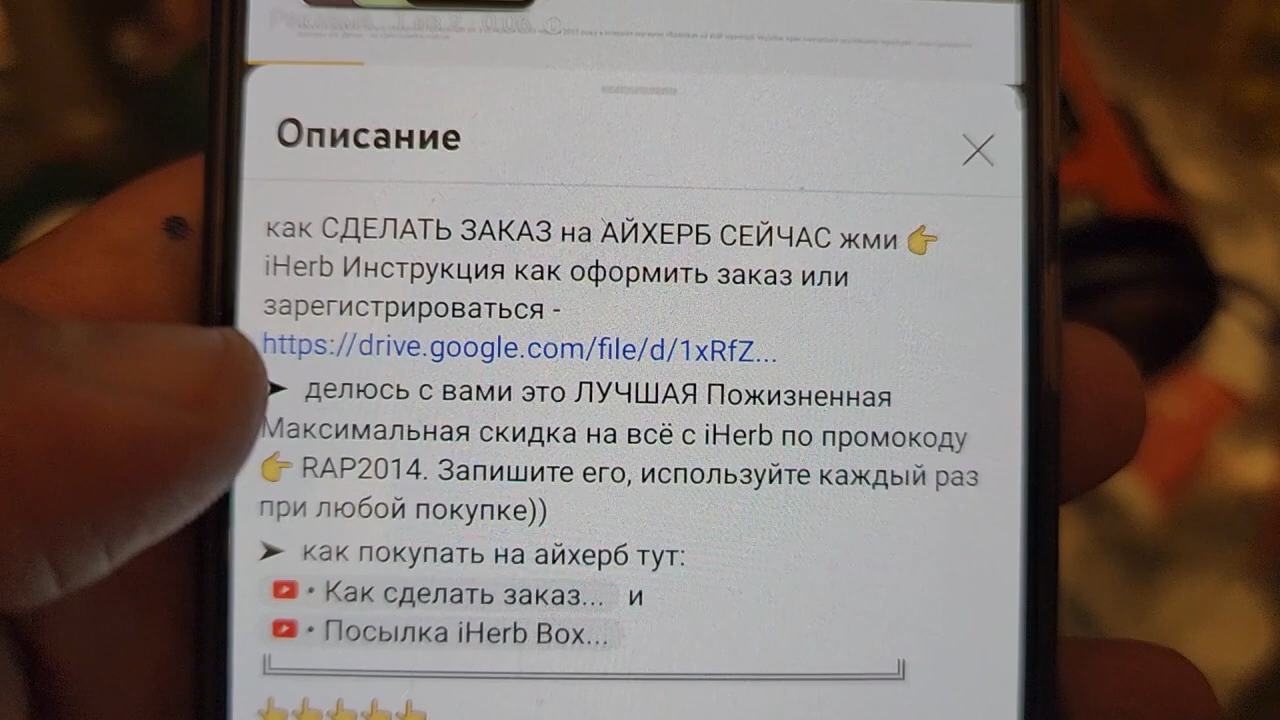 Описание
как СДЕЛАТЬ ЗАКАЗ на АЙХЕРБ СЕЙЧАС жми 👉
iHerb Инструкция как оформить заказ или
зарегистрироваться -
https://drive.google.com/file/d/1xRfZ...
➤ делюсь с вами это ЛУЧШАЯ Пожизненная
Максимальная скидка на всё с iHerb по промокоду
👉 RAP2014. Запишите его, используйте каждый раз
при любой покупке))
➤ как покупать на айхерб тут:
• Как сделать заказ... и
• Посылка iHerb Box...